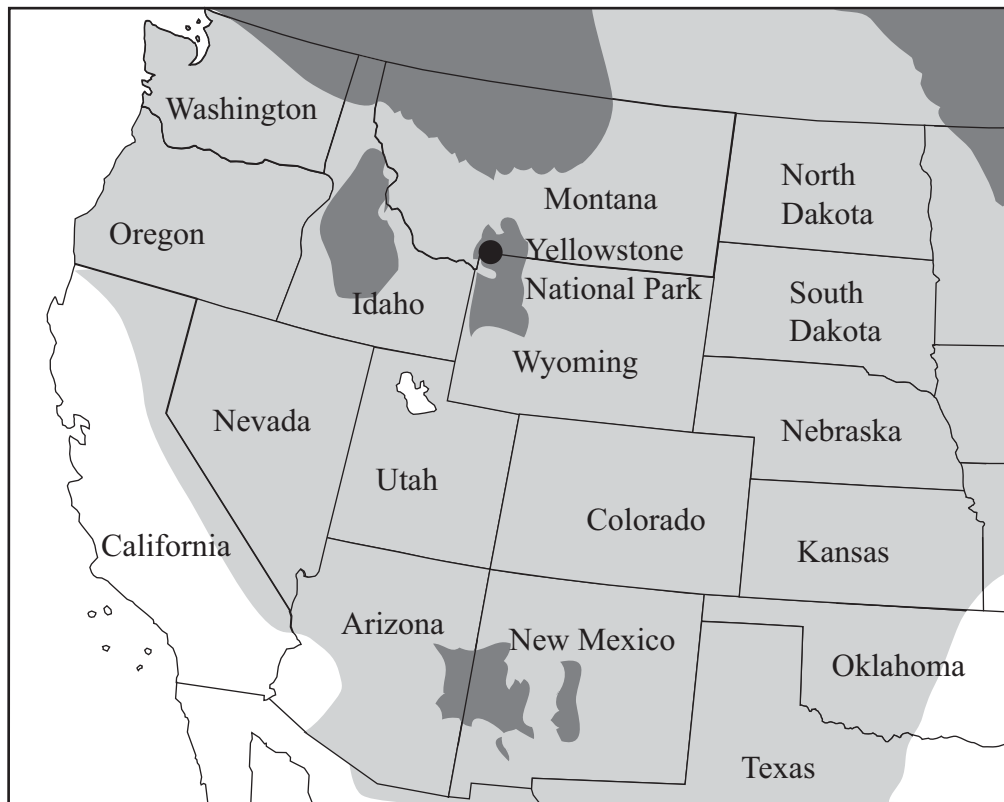 Washington
North
Dakota
Montana
Oregon
Yellowstone
National Park
Idaho
South
Dakota
Wyoming
Nevada
Nebraska
Utah
Colorado
California
Kansas
Arizona
New Mexico
Oklahoma
Texas